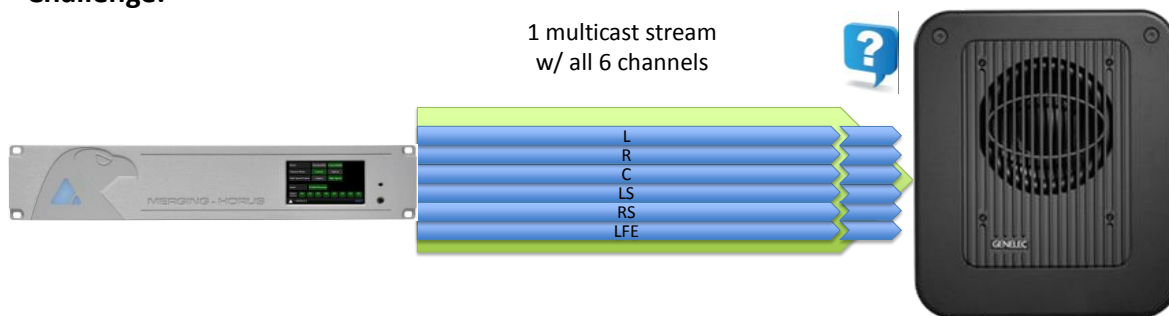 Challenge:
1 multicast stream
w/ all 6 channels
?
L
R
C
LS
RS
LFE
MERGING - HORUS
GENELEC